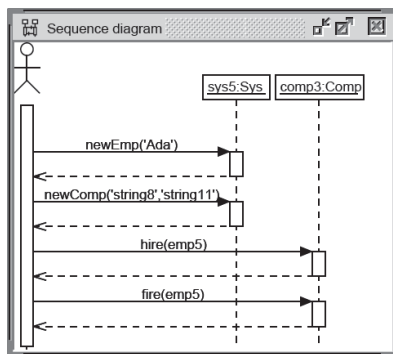 Sequence diagram
sys5:Sys comp3:Comp
newEmp('Ada')
newComp('string8','string11')
hire(emp5)
fire(emp5)